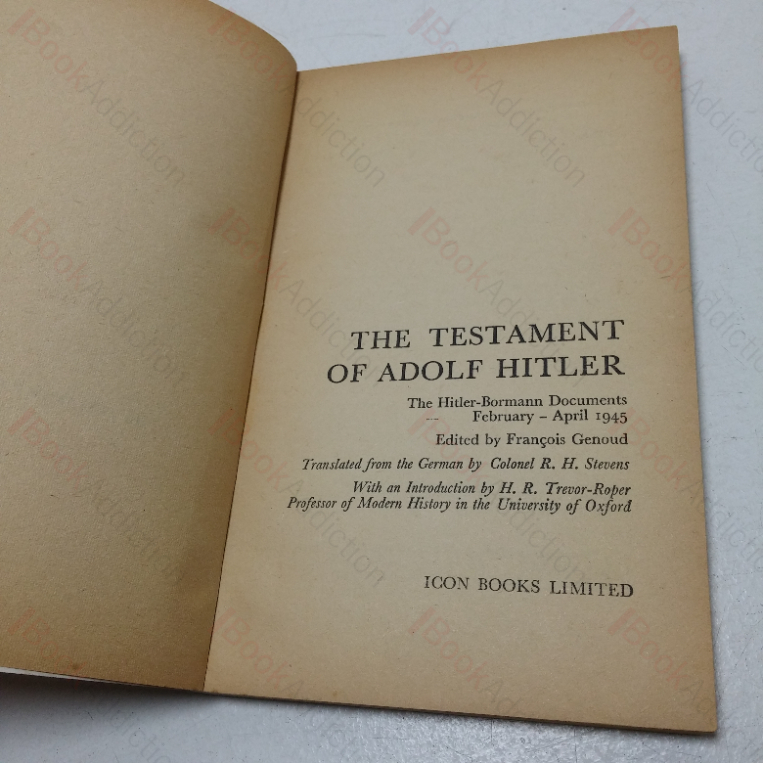 THE TESTAMENT
OF ADOLF HITLER
The Hitler-Bormann Documents
February – April 1945
Edited by François Genoud
Translated from the German by Colonel R. H. Stevens
With an Introduction by H. R. Trevor-Roper
Professor of Modern History in the University of Oxford
ICON BOOKS LIMITED
BookAddiction